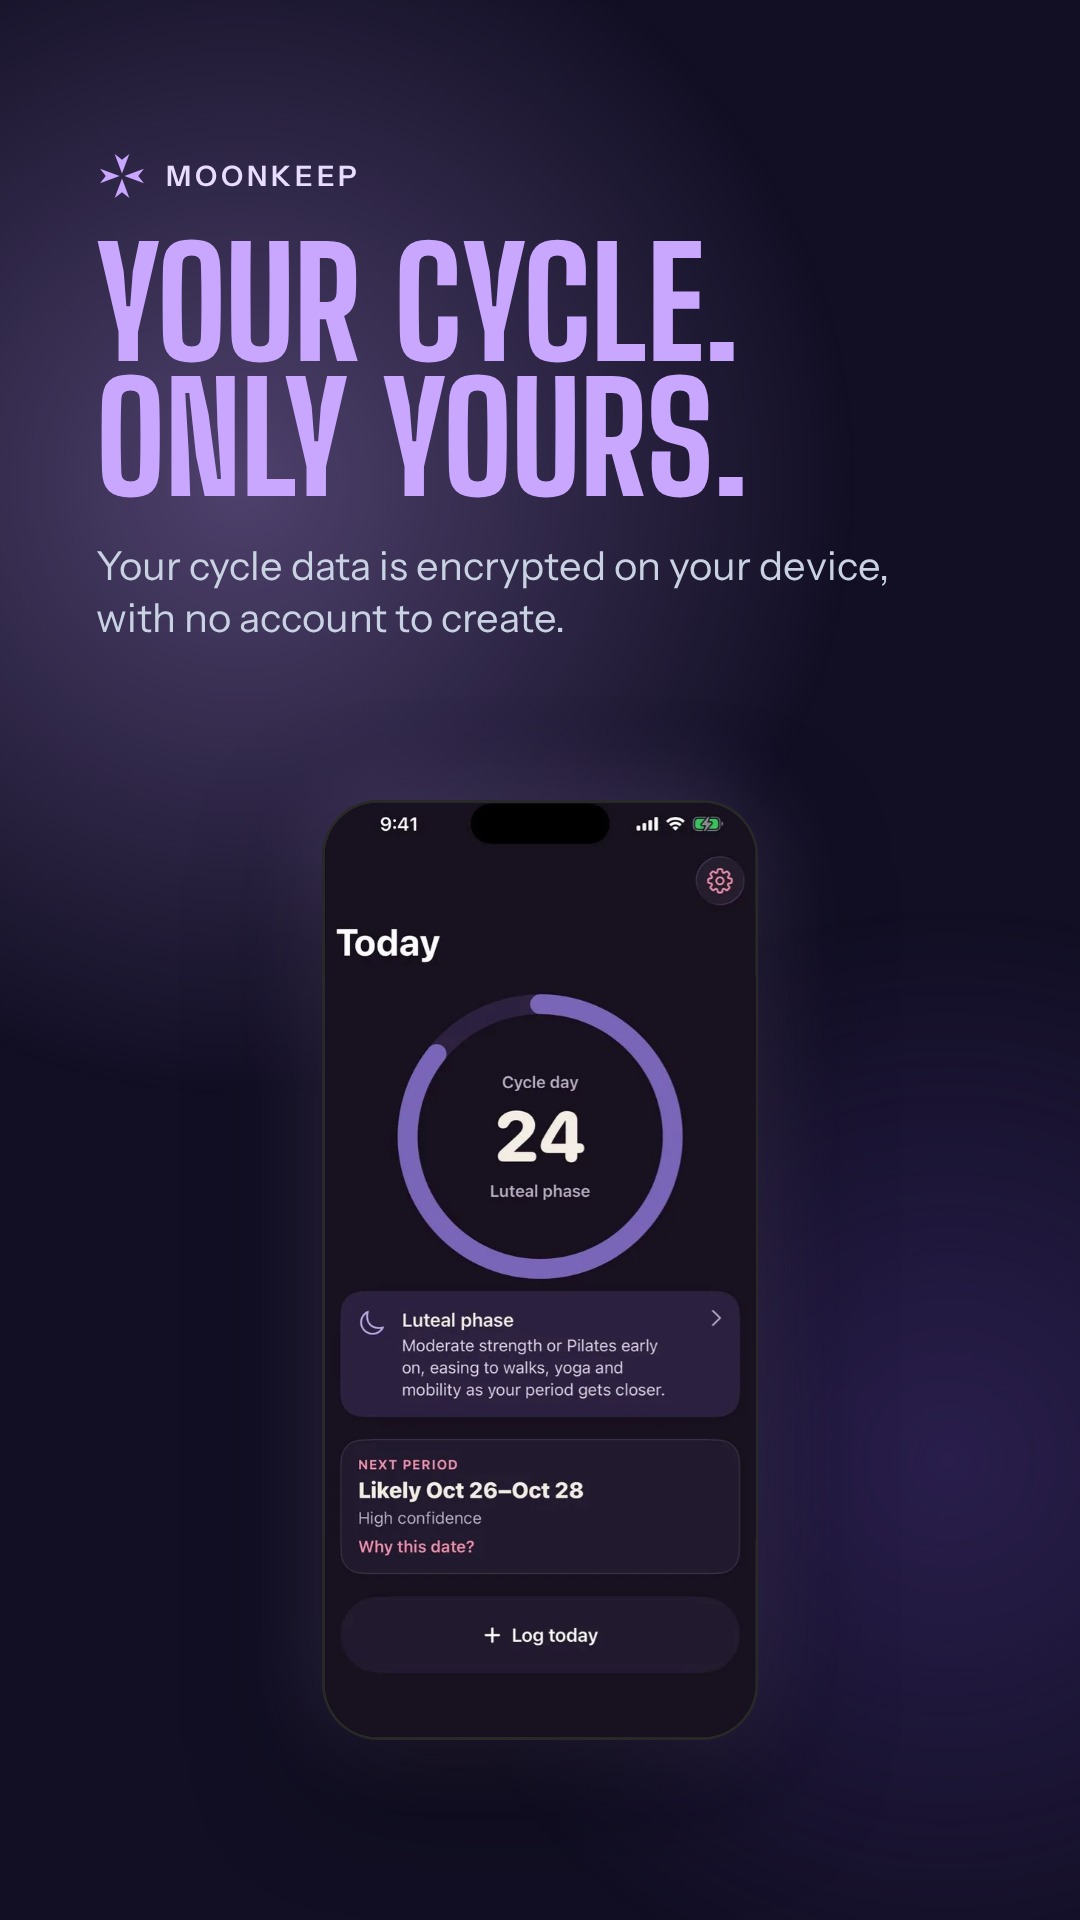 MOONKEEP
YOUR CYCLE.
ONLY YOURS.
Your cycle data is encrypted on your device,
with no account to create.
9:41
Today
Cycle day
24
Luteal phase
Luteal phase
Moderate strength or Pilates early
on, easing to walks, yoga and
mobility as your period gets closer.
NEXT PERIOD
Likely Oct 26–Oct 28
High confidence
Why this date?
+ Log today